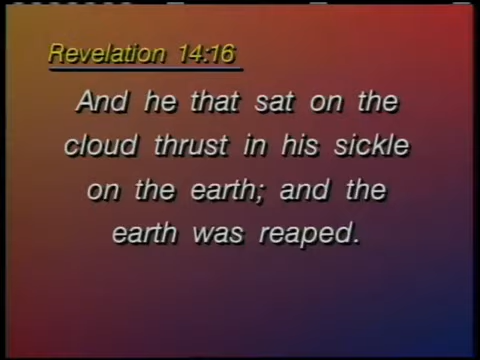 Revelation 14:16
And he that sat on the
cloud thrust in his sickle
on the earth; and the
earth was reaped.